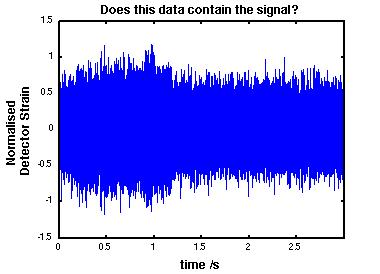 Does this data contain the signal?
1.5
1
0.5
0
-0.5
-1
-1.5
Normalised
Detector Strain
0 0.5 1 1.5 2 2.5
time /s